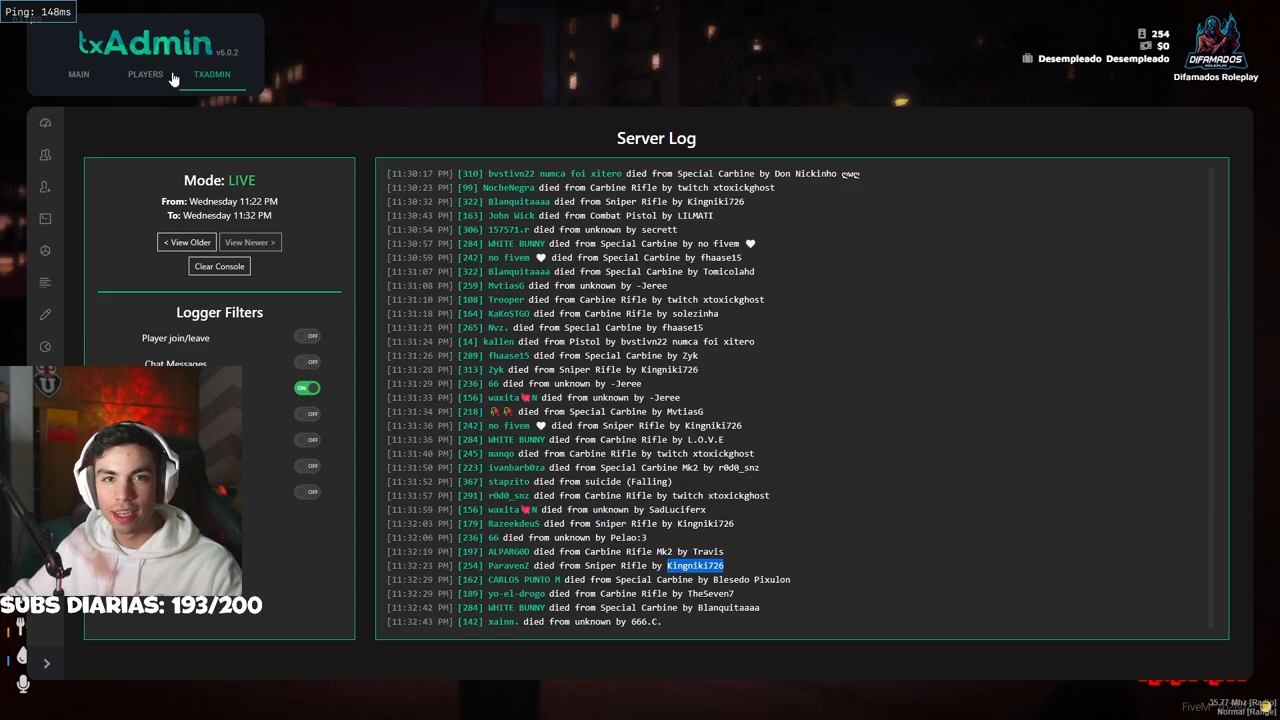 Ping: 148ms
txAdmin v6.0.2
MAIN PLAYERS TXADMIN
254
$0
Desempleado Desempleado
DIFAMADOS
Difamados Roleplay
Server Log
Mode: LIVE
From: Wednesday 11:22 PM
To: Wednesday 11:32 PM
< View Older View Newer >
Clear Console
Logger Filters
Player join/leave OFF
Chat Messages OFF
ON
OFF
OFF
OFF
OFF
[11:30:17 PM] [310] bvstivn22 numca foi xitero died from Special Carbine by Don Nickinho ლდლ
[11:30:23 PM] [99] NocheNegra died from Carbine Rifle by twitch xtoxickghost
[11:30:32 PM] [322] Blanquitaaaa died from Sniper Rifle by Kingniki726
[11:30:43 PM] [163] John Wick died from Combat Pistol by LILMATI
[11:30:54 PM] [306] 157571.r died from unknown by secrett
[11:30:57 PM] [284] WHITE BUNNY died from Special Carbine by no fivem 🤍
[11:30:59 PM] [242] no fivem 🤍 died from Special Carbine by fhaase15
[11:31:07 PM] [322] Blanquitaaaa died from Special Carbine by Tomicolahd
[11:31:08 PM] [259] MvtiasG died from unknown by -Jeree
[11:31:10 PM] [108] Trooper died from Carbine Rifle by twitch xtoxickghost
[11:31:18 PM] [164] KaKoSTGO died from Carbine Rifle by solezinha
[11:31:21 PM] [265] Nvz. died from Special Carbine by fhaase15
[11:31:24 PM] [14] kallen died from Pistol by bvstivn22 numca foi xitero
[11:31:26 PM] [289] fhaase15 died from Special Carbine by Zyk
[11:31:28 PM] [313] Zyk died from Sniper Rifle by Kingniki726
[11:31:29 PM] [236] 66 died from unknown by -Jeree
[11:31:33 PM] [156] waxita💘N died from unknown by -Jeree
[11:31:34 PM] [218] 🥀🥀 died from Special Carbine by MvtiasG
[11:31:36 PM] [242] no fivem 🤍 died from Sniper Rifle by Kingniki726
[11:31:36 PM] [284] WHITE BUNNY died from Carbine Rifle by L.O.V.E
[11:31:40 PM] [245] manqo died from Carbine Rifle by twitch xtoxickghost
[11:31:50 PM] [223] ivanbarb0za died from Special Carbine Mk2 by r0d0_snz
[11:31:52 PM] [367] stapzito died from suicide (Falling)
[11:31:57 PM] [291] r0d0_snz died from Carbine Rifle by twitch xtoxickghost
[11:31:59 PM] [156] waxita💘N died from unknown by SadLuciferx
[11:32:03 PM] [179] RazeekdeuS died from Sniper Rifle by Kingniki726
[11:32:06 PM] [236] 66 died from unknown by Pelao:3
[11:32:19 PM] [197] ALPARG0D died from Carbine Rifle Mk2 by Travis
[11:32:23 PM] [254] ParavenZ died from Sniper Rifle by Kingniki726
[11:32:29 PM] [162] CARLOS PUNTO M died from Special Carbine by Blesedo Pixulon
[11:32:29 PM] [189] yo-el-drogo died from Carbine Rifle by TheSeven7
[11:32:42 PM] [284] WHITE BUNNY died from Special Carbine by Blanquitaaaa
[11:32:43 PM] [142] xainn. died from unknown by 666.C.
SUBS DIARIAS: 193/200
35.77 Mhz [Radio]
Normal [Range]